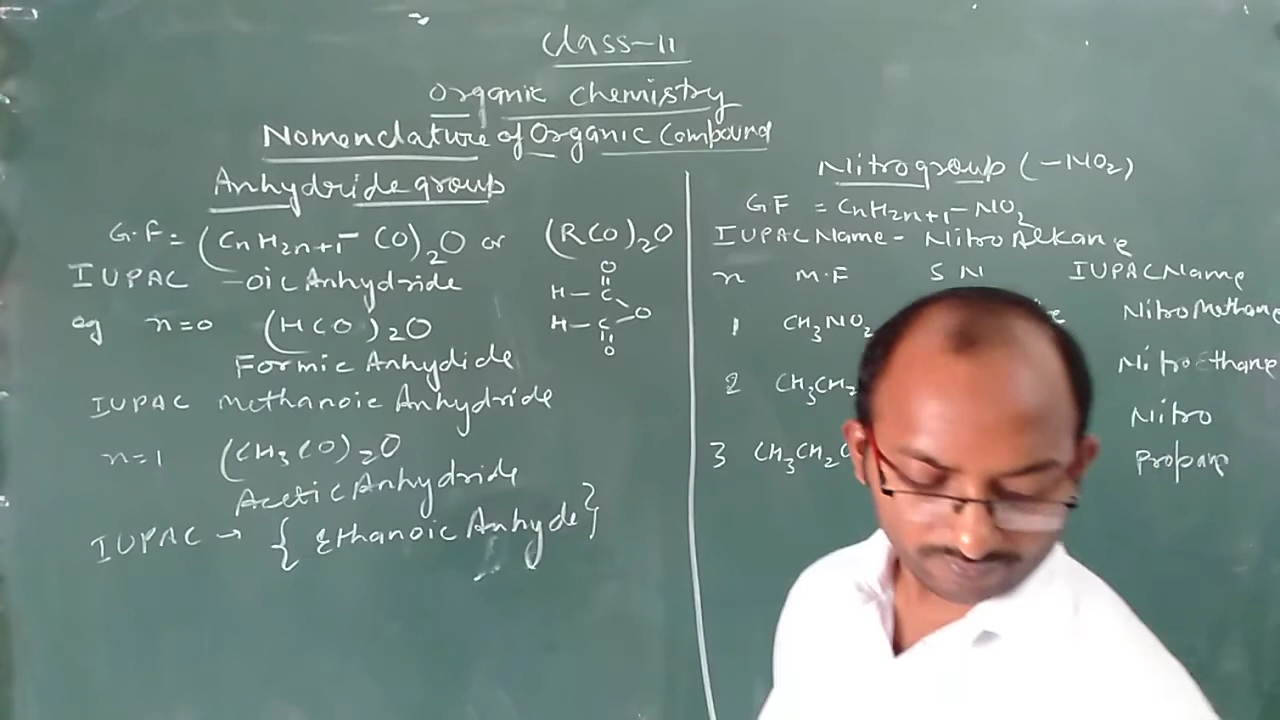 Class-11
Organic Chemistry
Nomenclature of Organic Compound
Anhydride group
G.F = (CnH2n+1 - CO)2O or (RCO)2O
IUPAC -oic Anhydride
eg n=0 (HCO)2O
Formic Anhydide
IUPAC methanoic Anhydride
n=1 (CH3CO)2O
Acetic Anhydride
IUPAC → { Ethanoic Anhyde }
O
H-C
O
H-C
O
Nitro group (-NO2)
GF = CnH2n+1 - NO2
IUPAC Name - Nitro Alkane
n M.F S N IUPAC Name
1 CH3NO2 NitroMethane
2 CH3CH2 NitroEthane
3 CH3CH2C Nitro
Propane